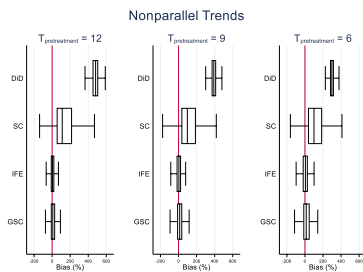 Nonparallel Trends
Tpretreatment = 12
Tpretreatment = 9
Tpretreatment = 6
DiD
SC
IFE
GSC
-200 0 200 400 600
Bias (%)
DiD
SC
IFE
GSC
-200 0 200 400 600
Bias (%)
DiD
SC
IFE
GSC
-200 0 200 400 600
Bias (%)